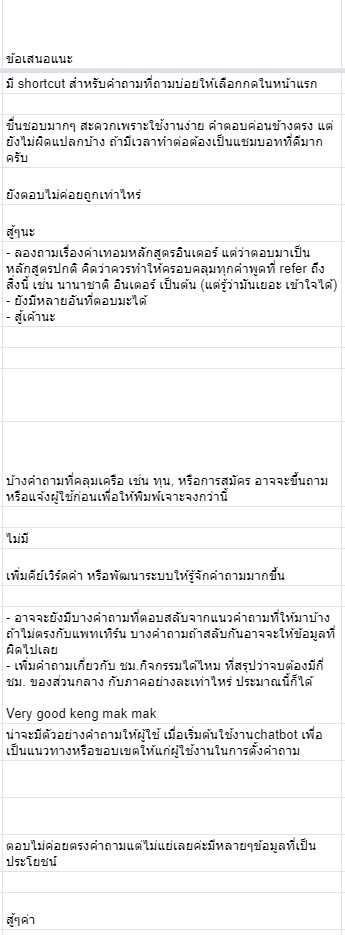 ข้อเสนอแนะ
มี shortcut สำหรับคำถามที่ถามบ่อยให้เลือกกดในหน้าแรก
ชื่นชอบมากๆ สะดวกเพราะใช้งานง่าย คำตอบค่อนข้างตรง แต่
ยังไม่ผิดแปลกบ้าง ถ้ามีเวลาทำต่อต้องเป็นแชมบอทที่ดีมาก
ครับ
ยังตอบไม่ค่อยถูกเท่าไหร่
สู้ๆนะ
- ลองถามเรื่องค่าเทอมหลักสูตรอินเตอร์ แต่ว่าตอบมาเป็น
หลักสูตรปกติ คิดว่าควรทำให้ครอบคลุมทุกคำพูดที่ refer ถึง
สิ่งนี้ เช่น นานาชาติ อินเตอร์ เป็นต้น (แต่รู้ว่ามันเยอะ เข้าใจได้)
- ยังมีหลายอันที่ตอบมะได้
- สู้เค้านะ
บ้างคำถามที่คลุมเครือ เช่น ทุน, หรือการสมัคร อาจจะขึ้นถาม
หรือแจ้งผู้ใช้ก่อนเพื่อให้พิมพ์เจาะจงกว่านี้
ไม่มี
เพิ่มคีย์เวิร์ดคำ หรือพัฒนาระบบให้รู้จักคำถามมากขึ้น
- อาจจะยังมีบางคำถามที่ตอบสลับจากแนวคำถามที่ให้มาบ้าง
ถ้าไม่ตรงกับแพทเทิร์น บางคำถามถ้าสลับกันอาจจะให้ข้อมูลที่
ผิดไปเลย
- เพิ่มคำถามเกี่ยวกับ ชม.กิจกรรมได้ไหม ที่สรุปว่าจบต้องมีกี่
ชม. ของส่วนกลาง กับภาคอย่างละเท่าไหร่ ประมาณนี้ก็ได้
Very good keng mak mak
น่าจะมีตัวอย่างคำถามให้ผู้ใช้ เมื่อเริ่มต้นใช้งานchatbot เพื่อ
เป็นแนวทางหรือขอบเขตให้แก่ผู้ใช้งานในการตั้งคำถาม
ตอบไม่ค่อยตรงคำถามแต่ไม่แย่เลยค่ะมีหลายๆข้อมูลที่เป็น
ประโยชน์
สู้ๆค่า